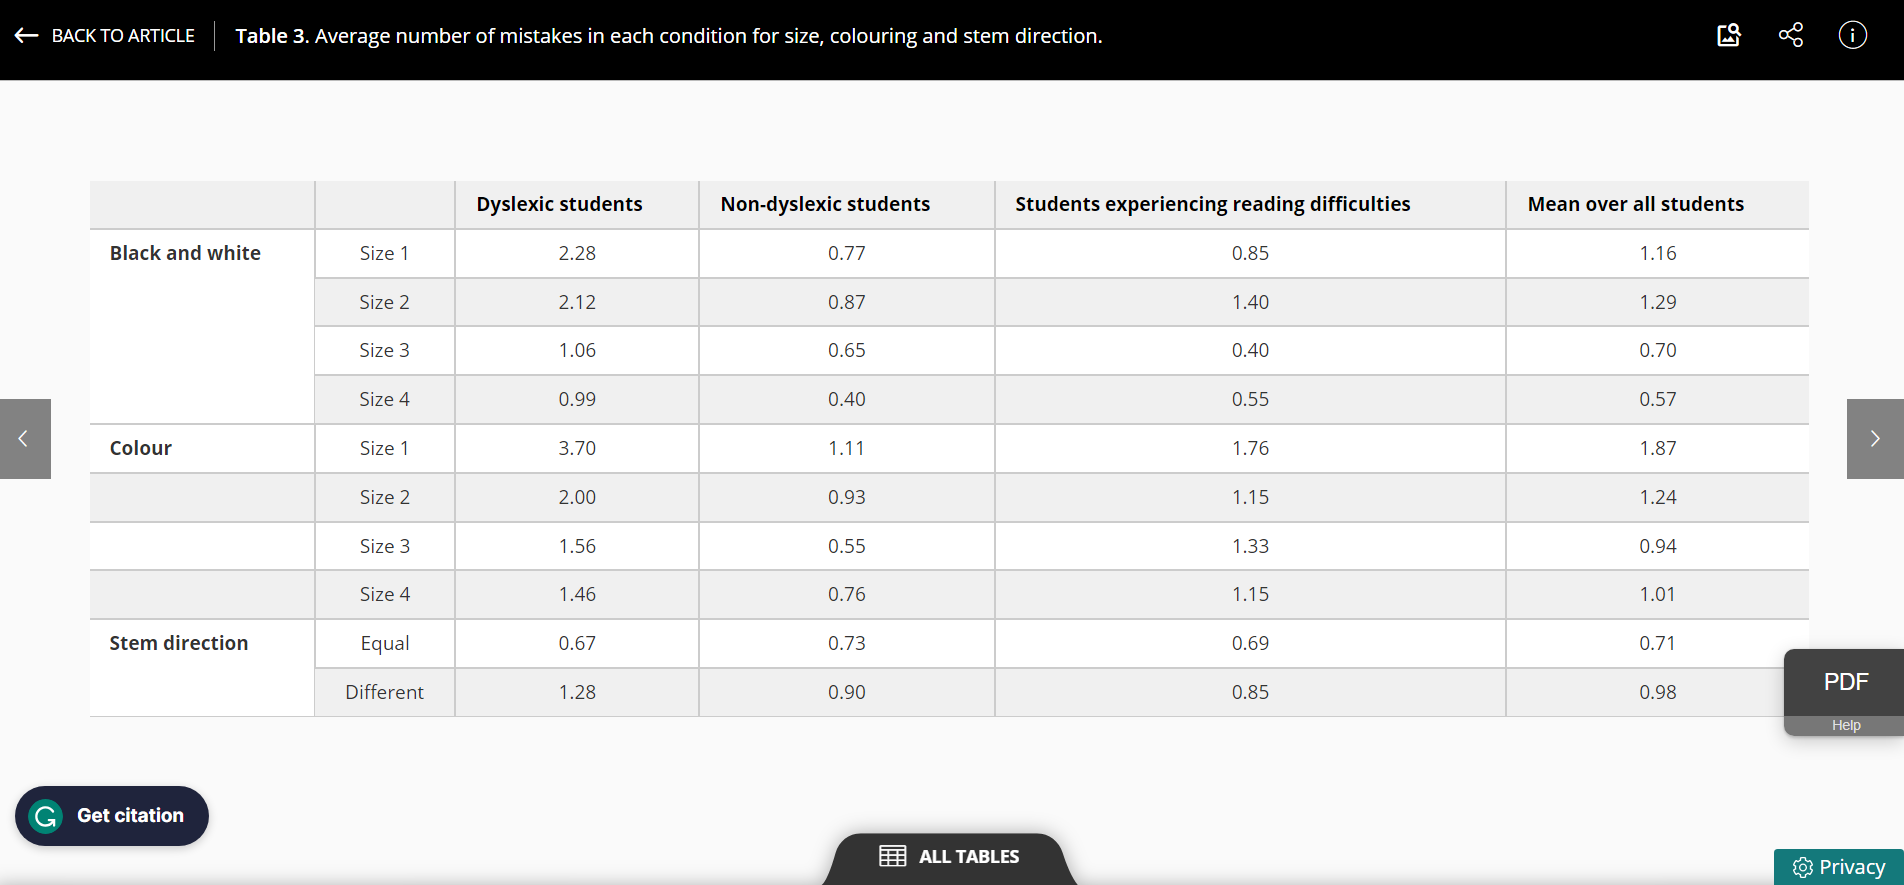 BACK TO ARTICLE Table 3. Average number of mistakes in each condition for size, colouring and stem direction.
Dyslexic students Non-dyslexic students Students experiencing reading difficulties Mean over all students
Black and white Size 1 2.28 0.77 0.85 1.16
Size 2 2.12 0.87 1.40 1.29
Size 3 1.06 0.65 0.40 0.70
Size 4 0.99 0.40 0.55 0.57
Colour Size 1 3.70 1.11 1.76 1.87
Size 2 2.00 0.93 1.15 1.24
Size 3 1.56 0.55 1.33 0.94
Size 4 1.46 0.76 1.15 1.01
Stem direction Equal 0.67 0.73 0.69 0.71
Different 1.28 0.90 0.85 0.98
PDF
Help
Get citation
ALL TABLES
Privacy